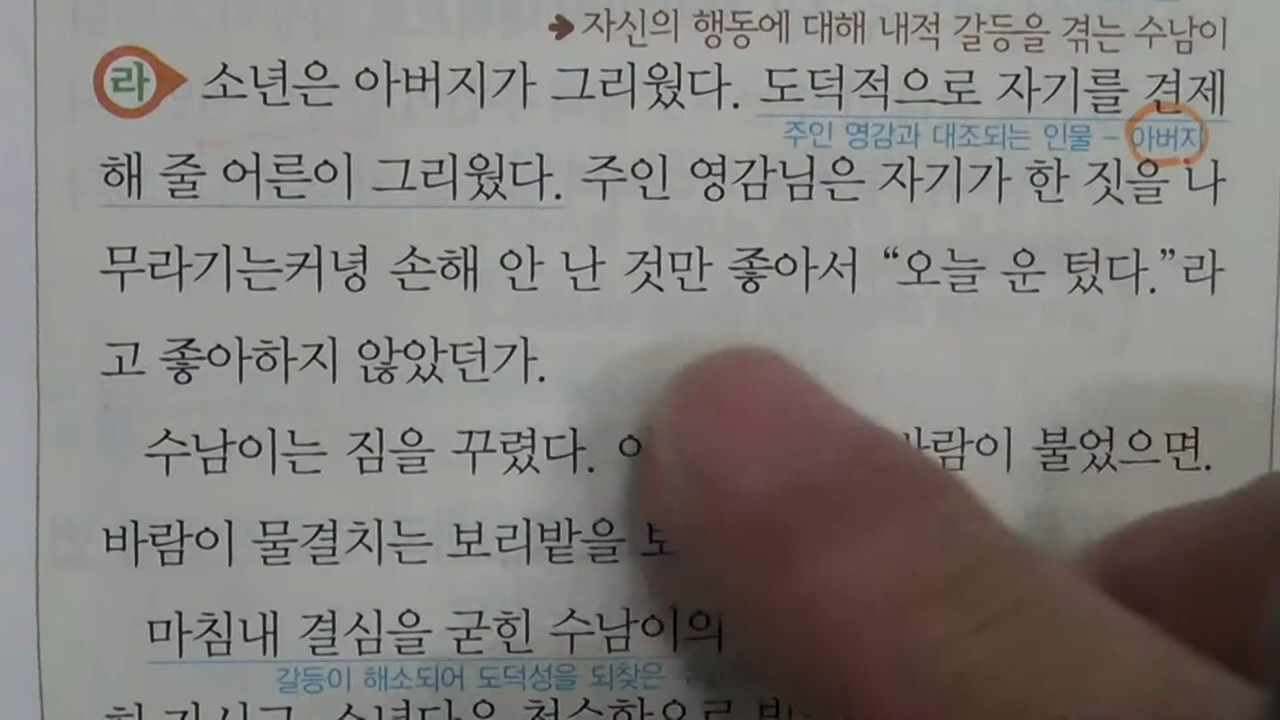 ➔ 자신의 행동에 대해 내적 갈등을 겪는 수남이
라 소년은 아버지가 그리웠다. 도덕적으로 자기를 견제
주인 영감과 대조되는 인물 – 아버지
해 줄 어른이 그리웠다. 주인 영감님은 자기가 한 짓을 나
무라기는커녕 손해 안 난 것만 좋아서 “오늘 운 텄다.”라
고 좋아하지 않았던가.
수남이는 짐을 꾸렸다. 바람이 불었으면.
바람이 물결치는 보리밭을
마침내 결심을 굳힌 수남이의
갈등이 해소되어 도덕성을 되찾은